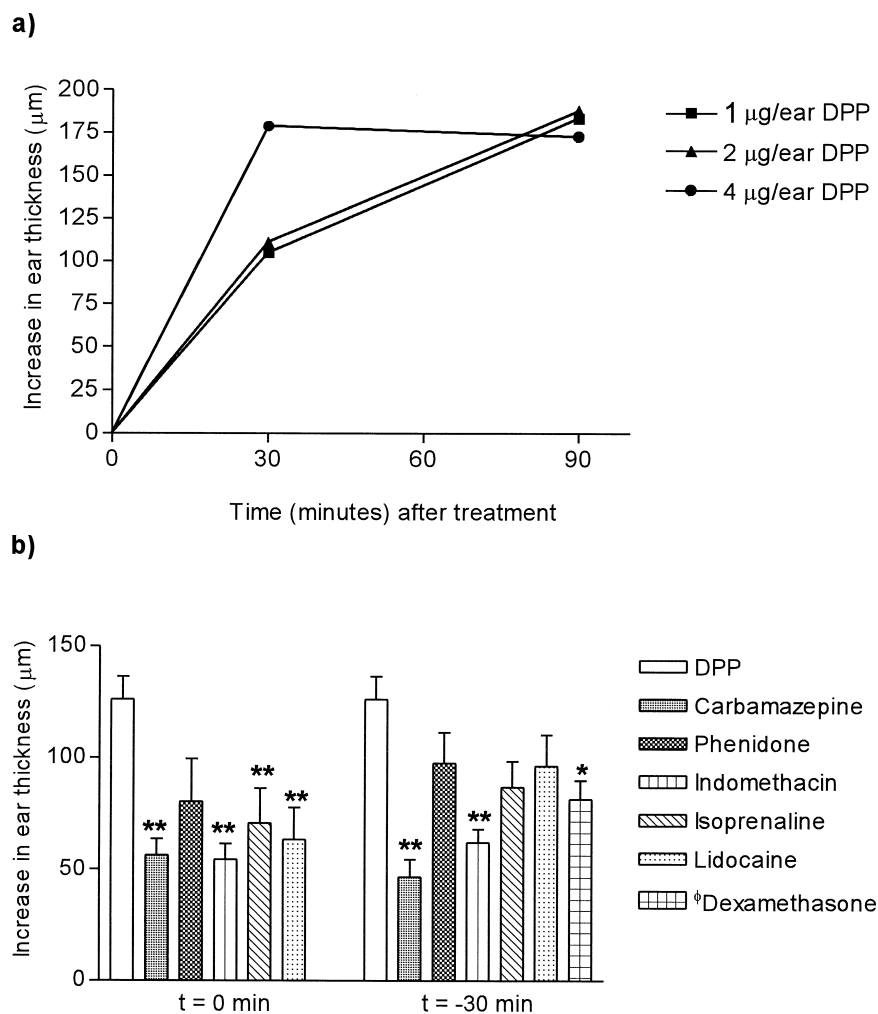 a)
Increase in ear thickness (μm)
200
175
150
125
100
75
50
25
0
0 30 60 90
Time (minutes) after treatment
1 μg/ear DPP
2 μg/ear DPP
4 μg/ear DPP
b)
Increase in ear thickness (μm)
150
100
50
0
** ** ** **
** ** *
t = 0 min t = -30 min
DPP
Carbamazepine
Phenidone
Indomethacin
Isoprenaline
Lidocaine
ϕDexamethasone